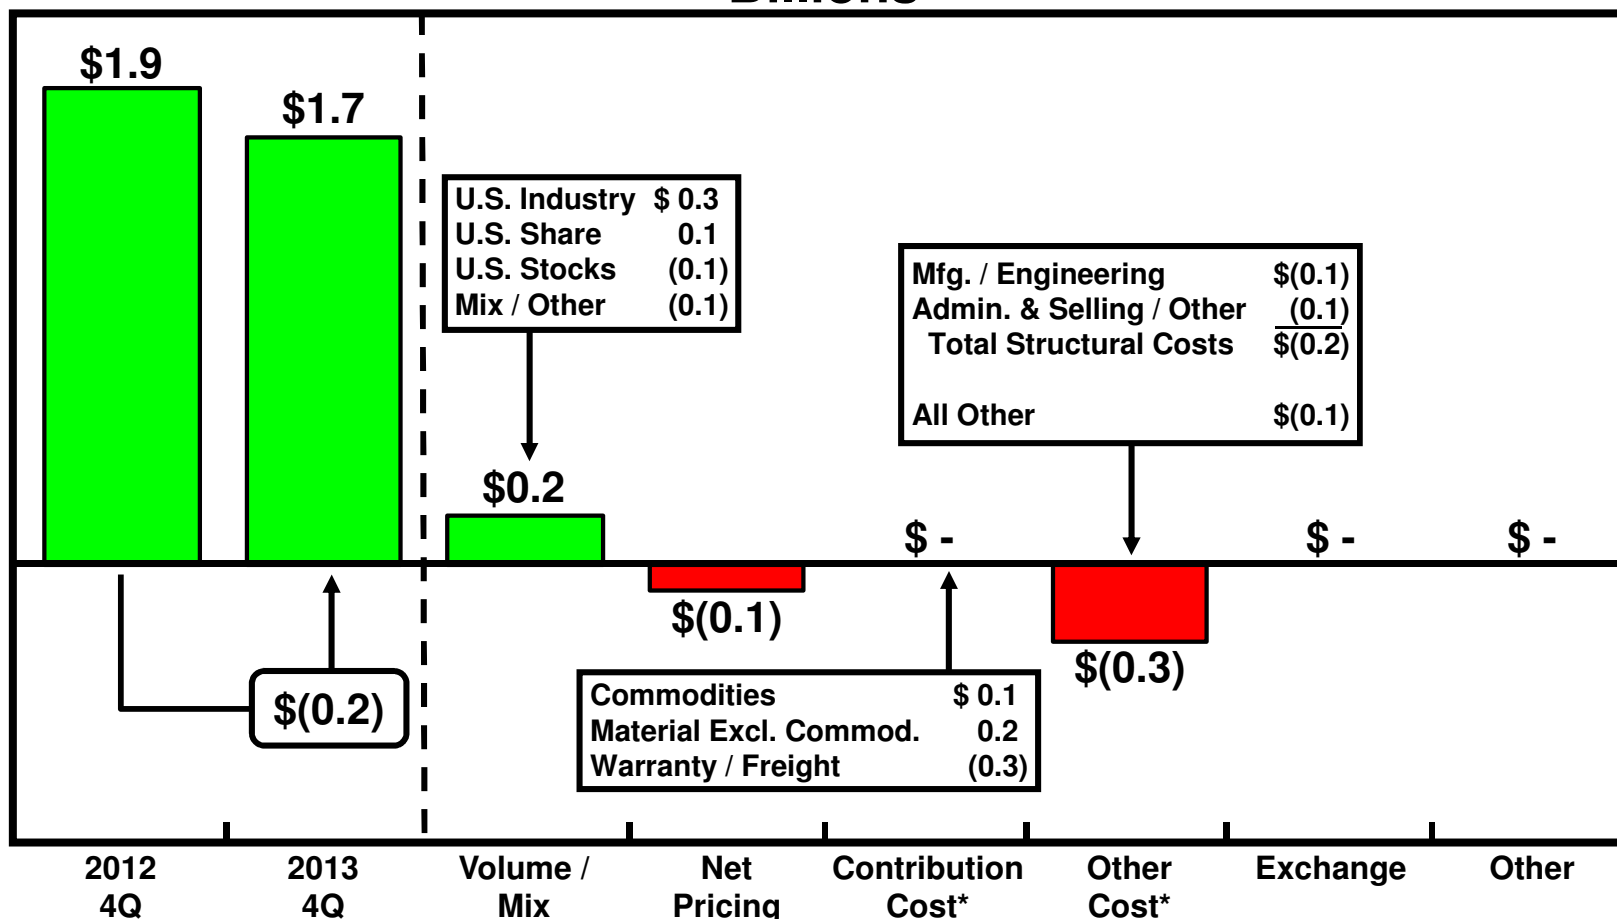 Billions
$1.9
$1.7
U.S. Industry $ 0.3
U.S. Share 0.1
U.S. Stocks (0.1)
Mix / Other (0.1)
Mfg. / Engineering $(0.1)
Admin. & Selling / Other (0.1)
Total Structural Costs $(0.2)
All Other $(0.1)
$0.2
$ -
$ -
$ -
$(0.1)
$(0.3)
$(0.2)
Commodities $ 0.1
Material Excl. Commod. 0.2
Warranty / Freight (0.3)
2012 2013 Volume / Net Contribution Other Exchange Other
4Q 4Q Mix Pricing Cost* Cost*